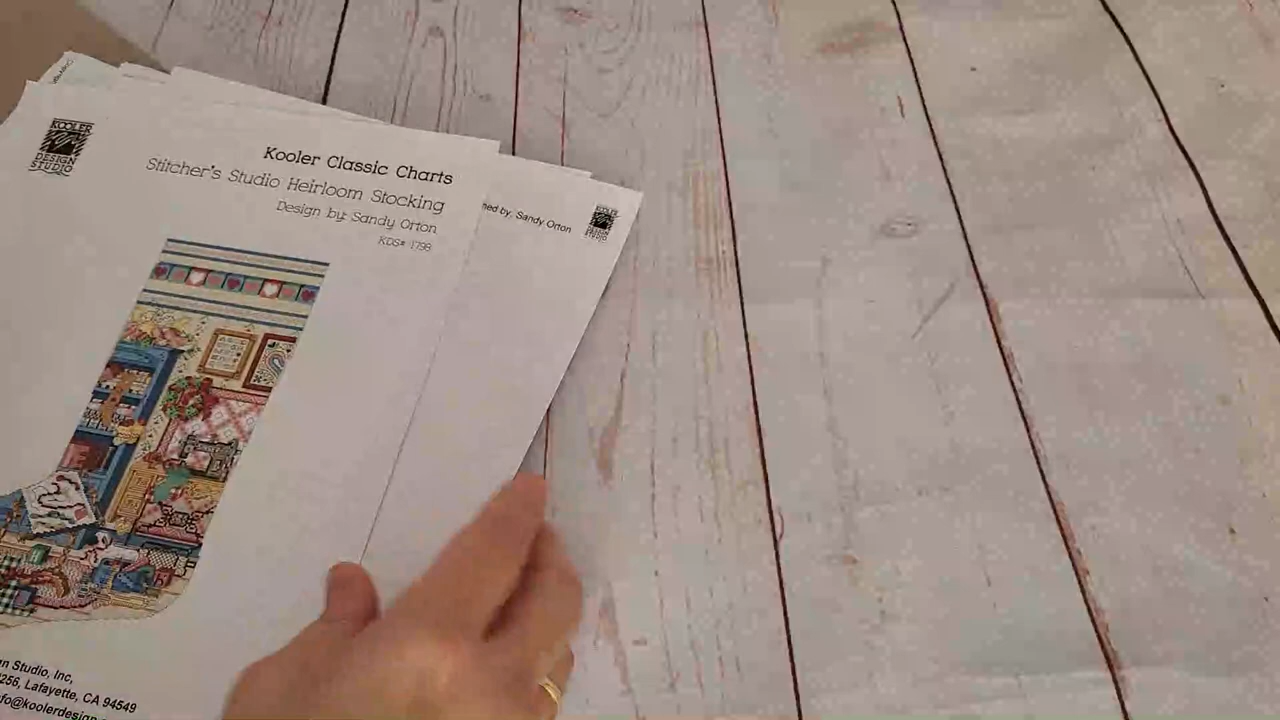 KOOLER
DESIGN
STUDIO
Kooler Classic Charts
Stitcher's Studio Heirloom Stocking
Design by: Sandy Orton
KDS# 1798
ned by, Sandy Orton
KOOLER
DESIGN
STUDIO
n Studio, Inc,
256, Lafayette, CA 94549
fo@koolerdesign